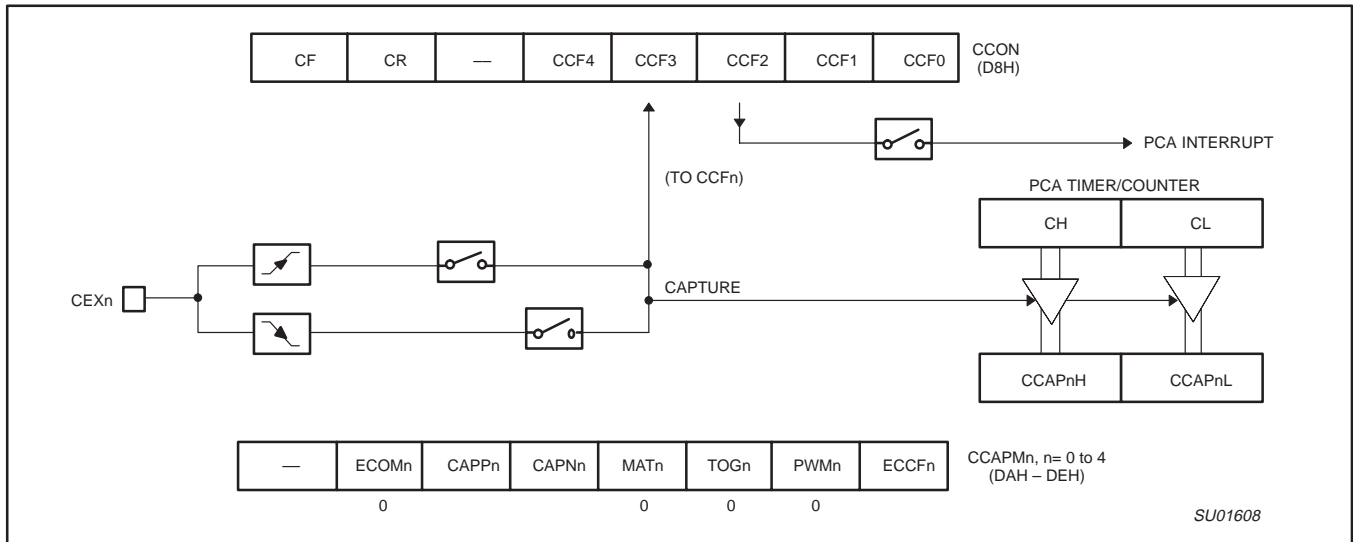 CF CR — CCF4 CCF3 CCF2 CCF1 CCF0
CCON
(D8H)
PCA INTERRUPT
(TO CCFn)
PCA TIMER/COUNTER
CH CL
CEXn
CAPTURE
CCAPnH CCAPnL
— ECOMn CAPPn CAPNn MATn TOGn PWMn ECCFn
CCAPMn, n= 0 to 4
(DAH – DEH)
0 0 0 0
SU01608